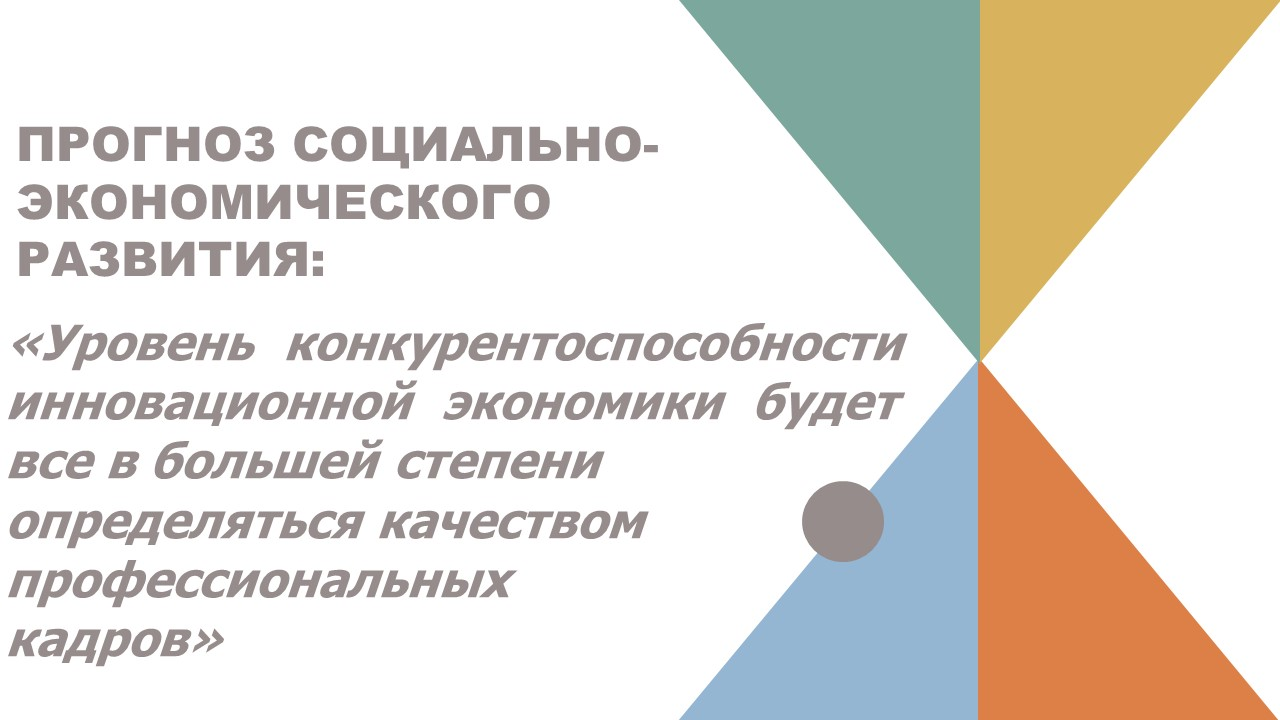 ПРОГНОЗ СОЦИАЛЬНО-
ЭКОНОМИЧЕСКОГО
РАЗВИТИЯ:
«Уровень конкурентоспособности
инновационной экономики будет
все в большей степени
определяться качеством
профессиональных
кадров»